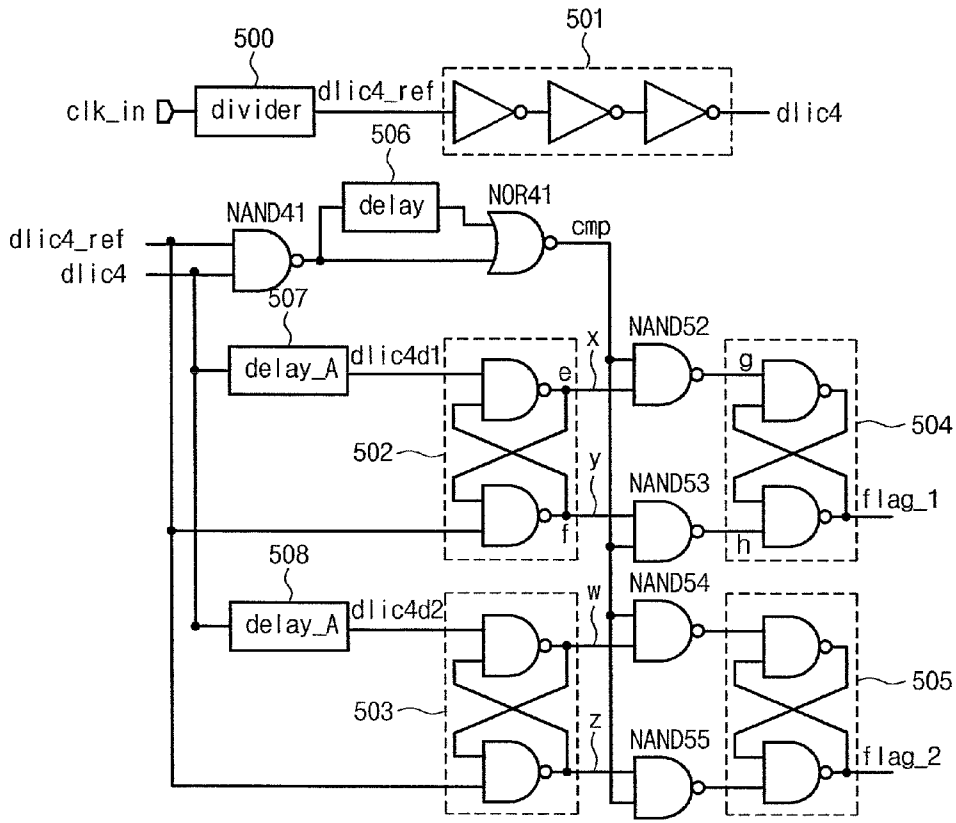 500
501
clk_in
divider
dlic4_ref
dlic4
506
NAND41
delay
NOR41
cmp
dlic4_ref
dlic4
507
delay_A
dlic4d1
NAND52
e
x
g
502
504
y
NAND53
f
h
flag_1
508
delay_A
dlic4d2
w
NAND54
503
505
z
NAND55
flag_2